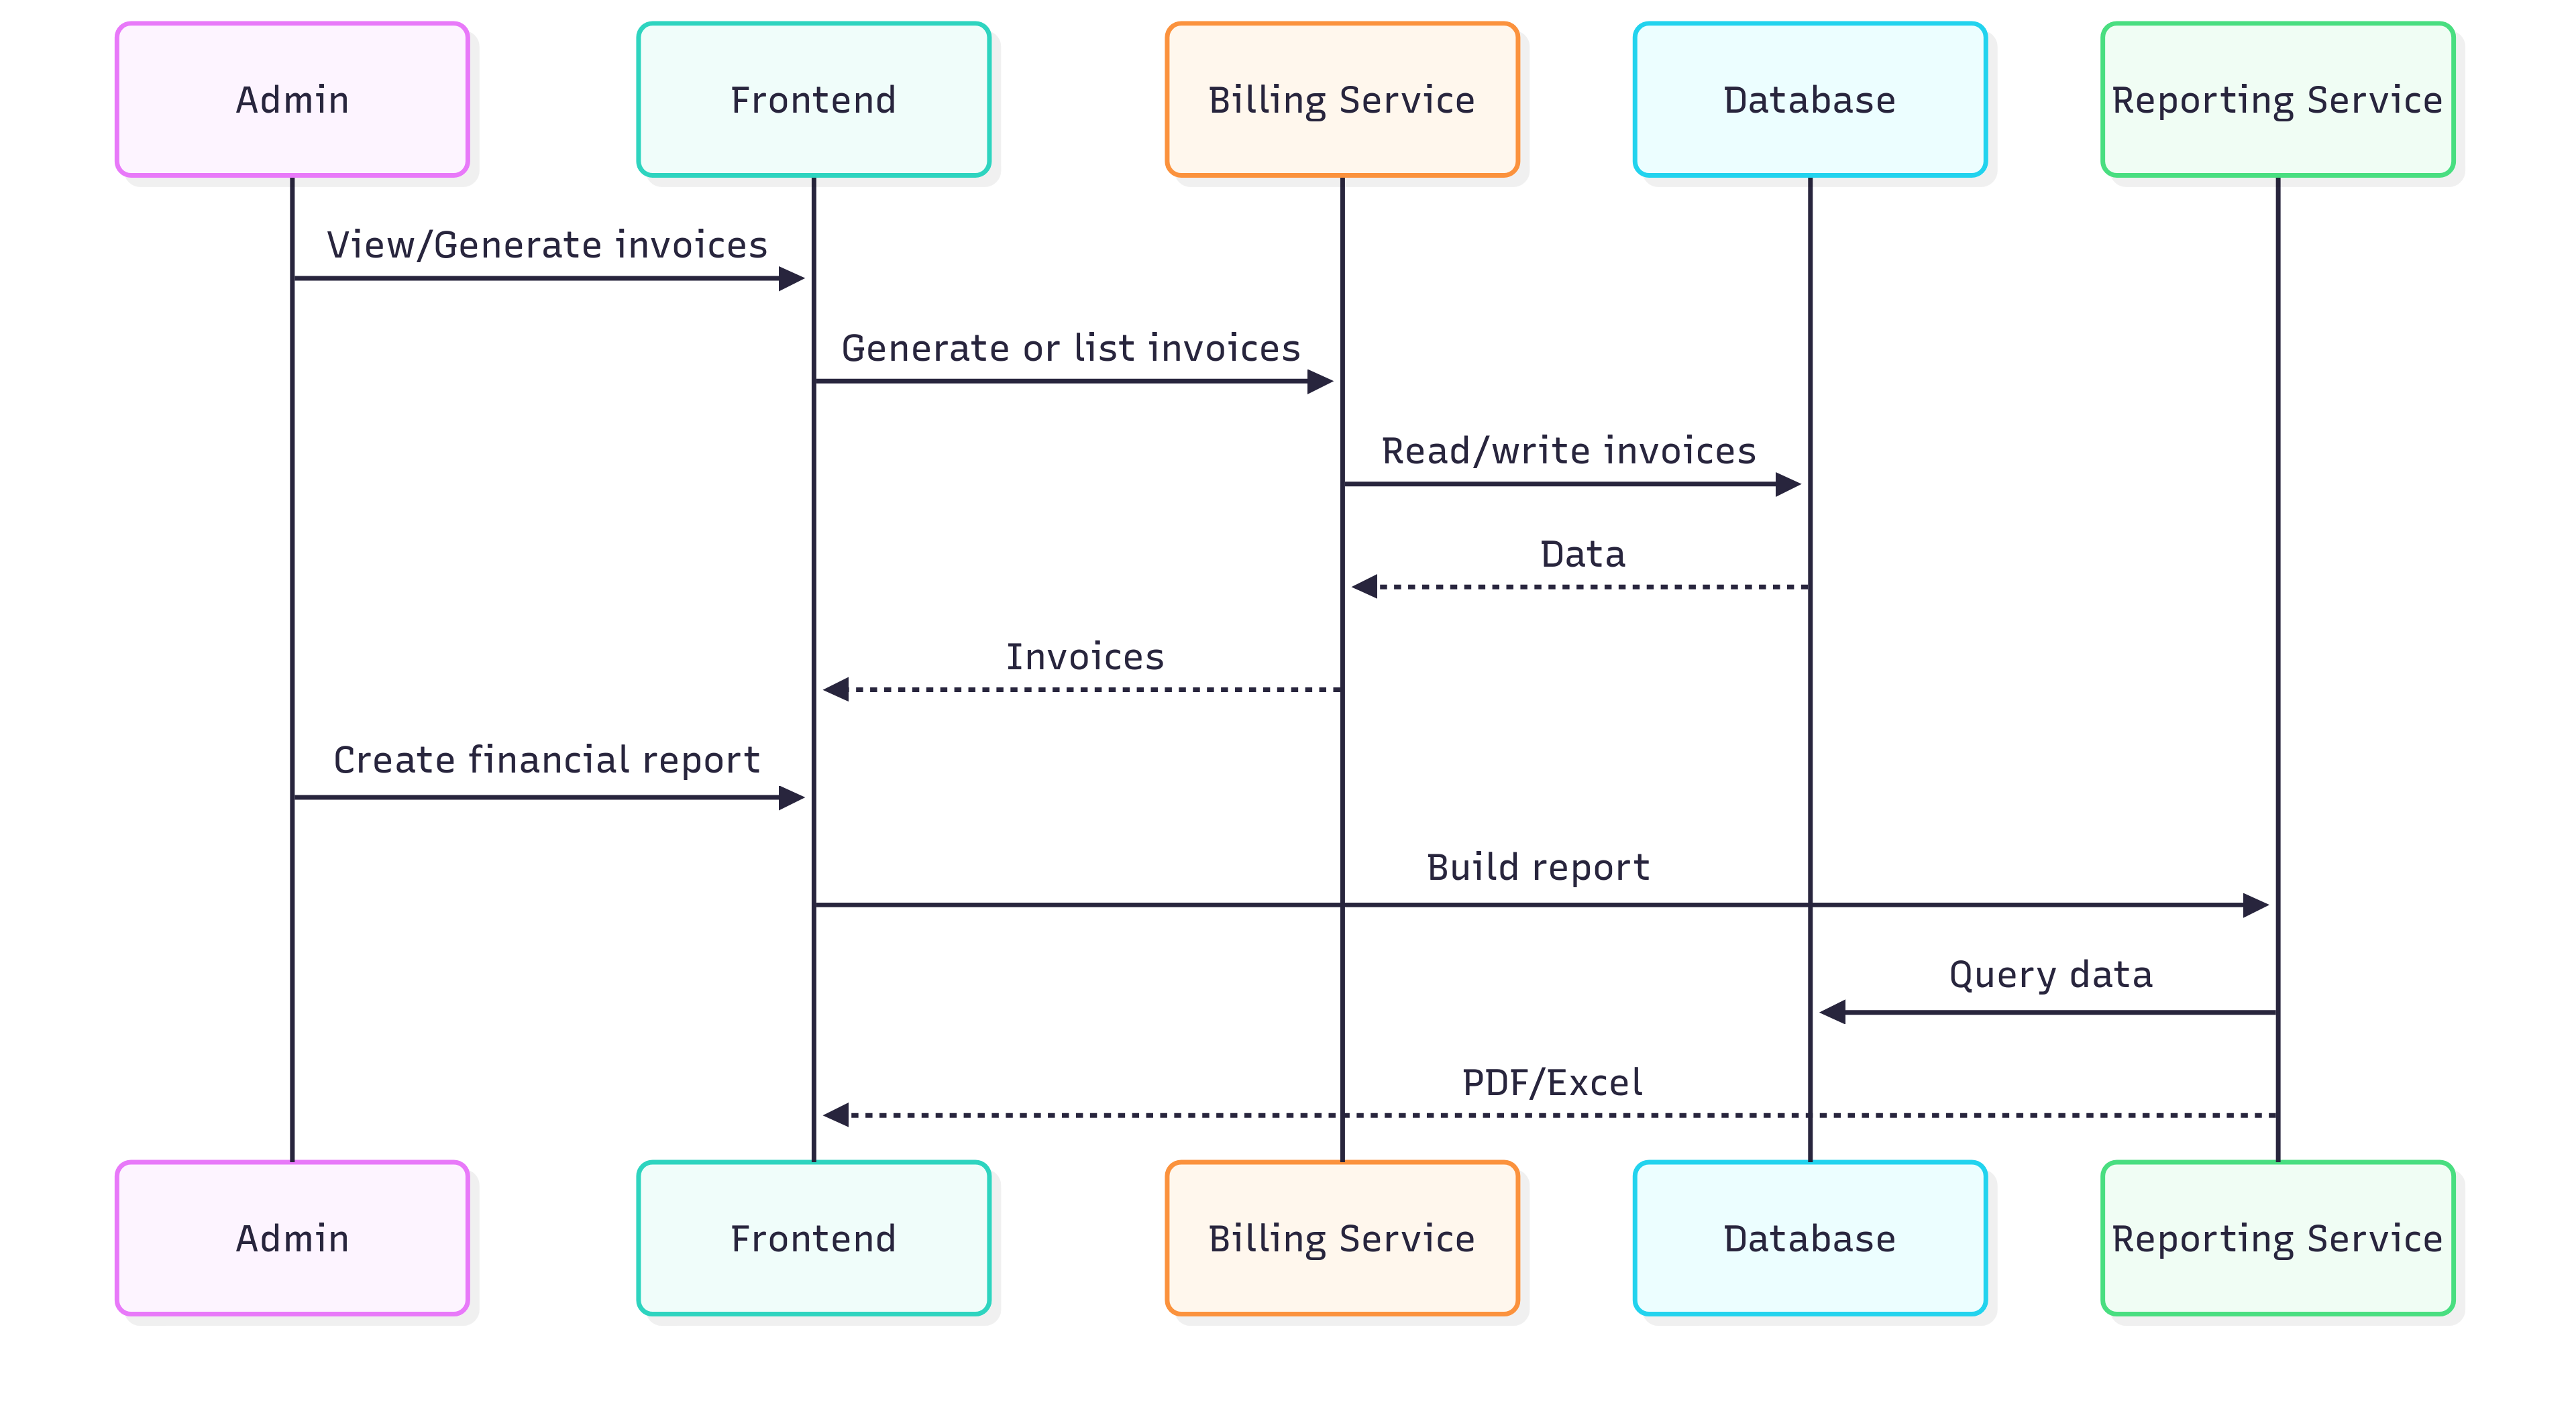 Admin
Frontend
Billing Service
Database
Reporting Service
View/Generate invoices
Generate or list invoices
Read/write invoices
Data
Invoices
Create financial report
Build report
Query data
PDF/Excel
Admin
Frontend
Billing Service
Database
Reporting Service